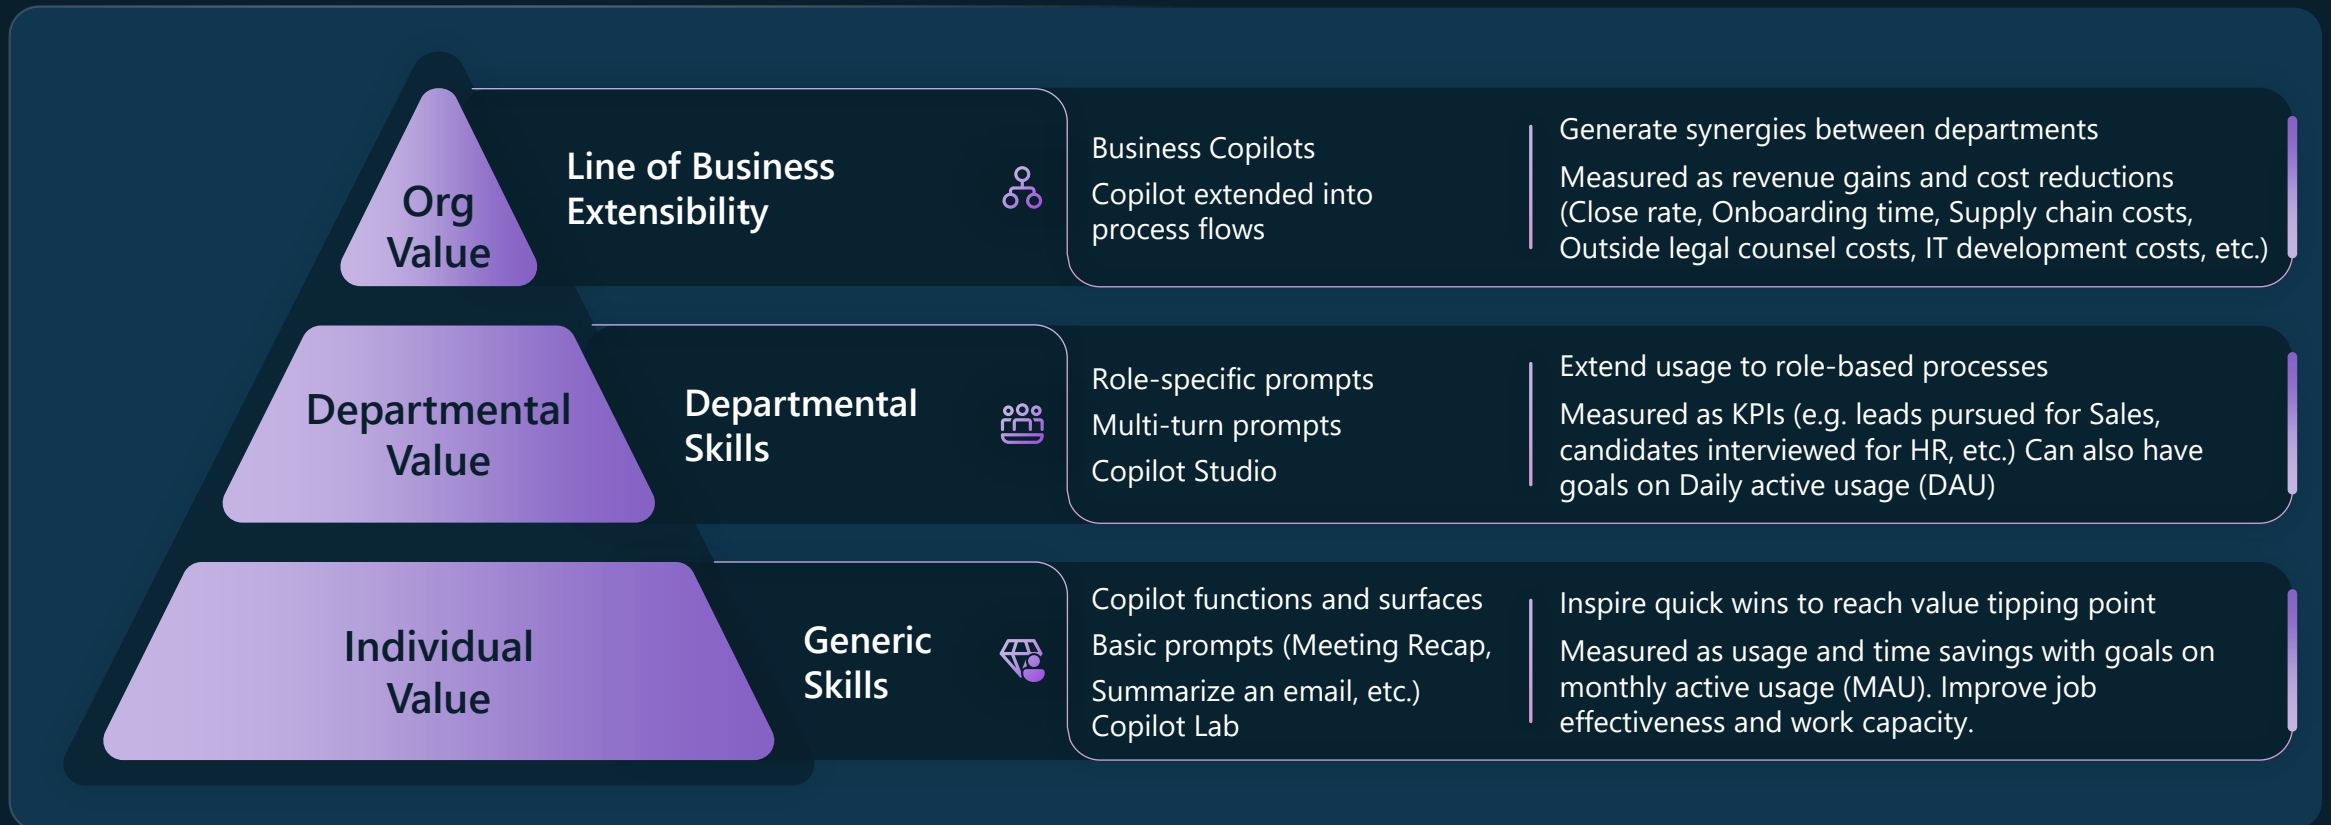 Org
Value
Line of Business
Extensibility
Business Copilots
Copilot extended into
process flows
Generate synergies between departments
Measured as revenue gains and cost reductions
(Close rate, Onboarding time, Supply chain costs,
Outside legal counsel costs, IT development costs, etc.)
Departmental
Value
Departmental
Skills
Role-specific prompts
Multi-turn prompts
Copilot Studio
Extend usage to role-based processes
Measured as KPIs (e.g. leads pursued for Sales,
candidates interviewed for HR, etc.) Can also have
goals on Daily active usage (DAU)
Individual
Value
Generic
Skills
Copilot functions and surfaces
Basic prompts (Meeting Recap,
Summarize an email, etc.)
Copilot Lab
Inspire quick wins to reach value tipping point
Measured as usage and time savings with goals on
monthly active usage (MAU). Improve job
effectiveness and work capacity.